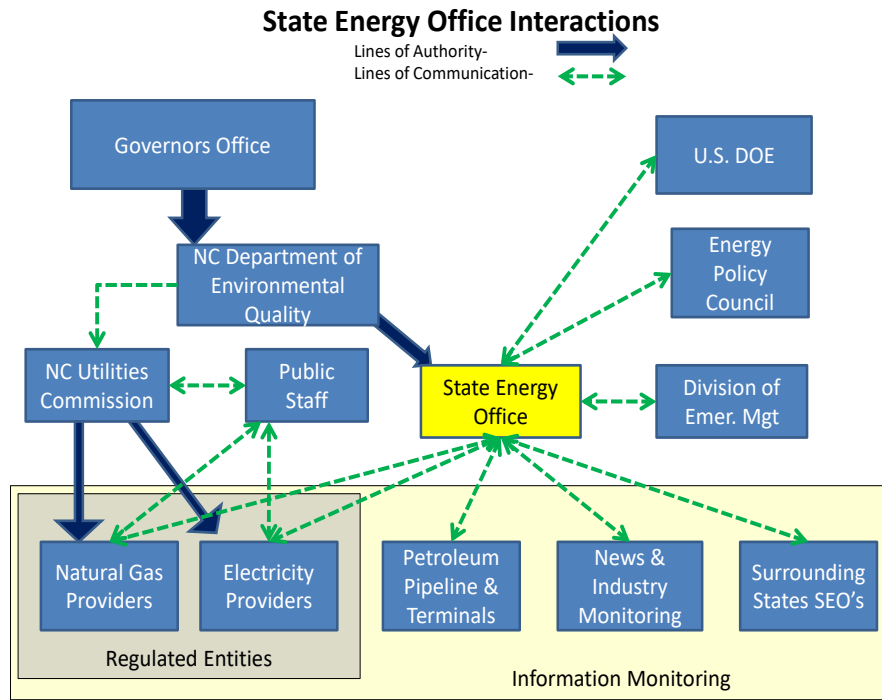 State Energy Office Interactions
Lines of Authority-
Lines of Communication-
Governors Office
U.S. DOE
NC Department of
Environmental
Quality
Energy
Policy
Council
NC Utilities
Commission
Public
Staff
State Energy
Office
Division of
Emer. Mgt
Natural Gas
Providers
Electricity
Providers
Petroleum
Pipeline &
Terminals
News &
Industry
Monitoring
Surrounding
States SEO's
Regulated Entities
Information Monitoring